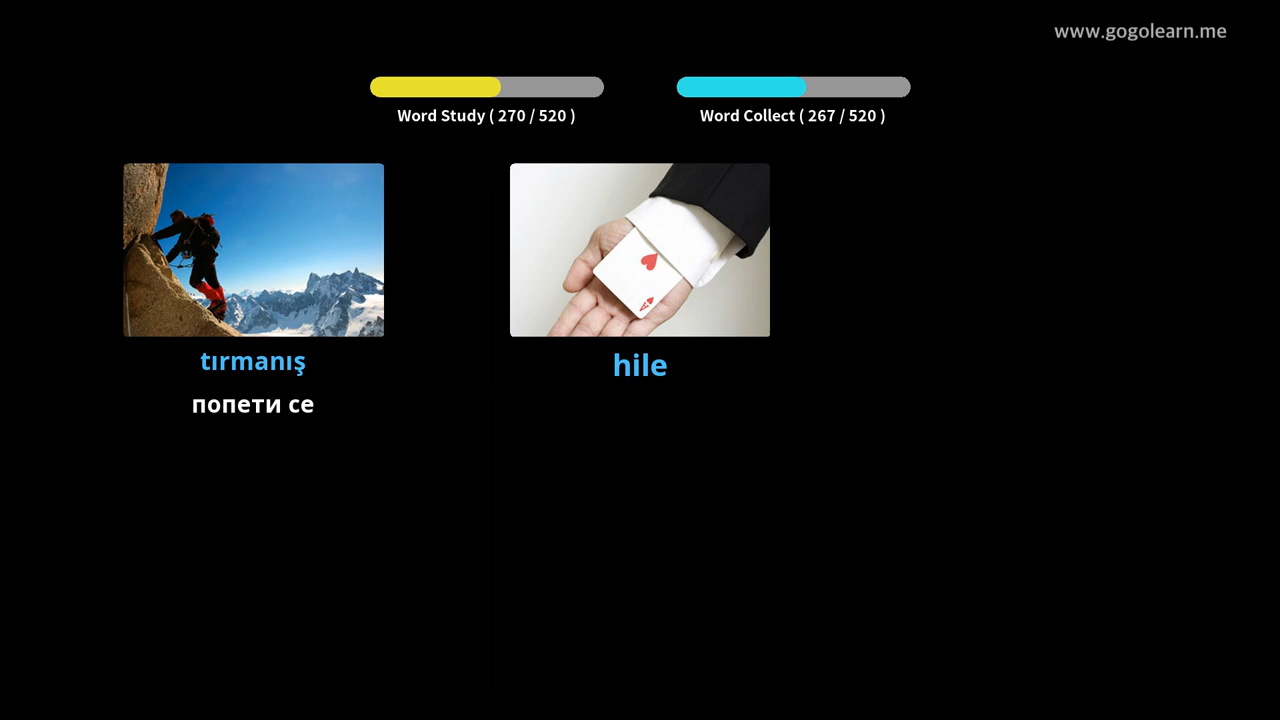 www.gogolearn.me
Word Study ( 270 / 520 )
Word Collect ( 267 / 520 )
tırmanış
попети се
hile